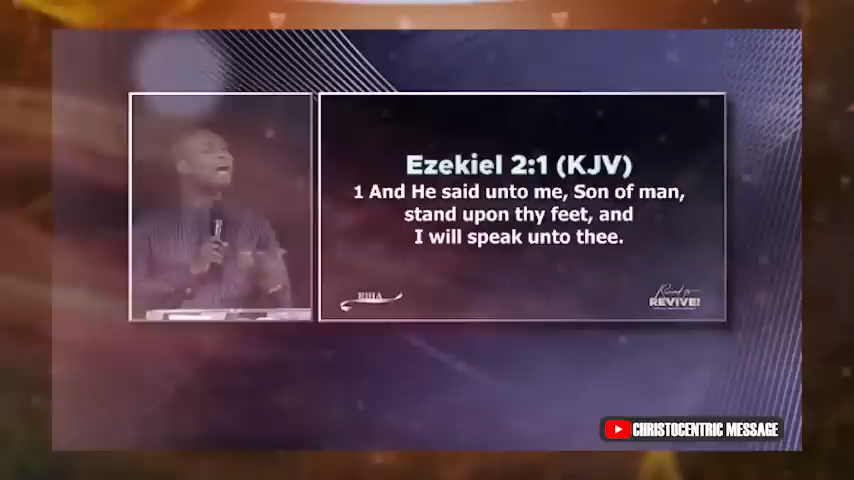 Ezekiel 2:1 (KJV)
1 And He said unto me, Son of man,
stand upon thy feet, and
I will speak unto thee.
RIHA
REVIVE!
CHRISTOCENTRIC MESSAGE